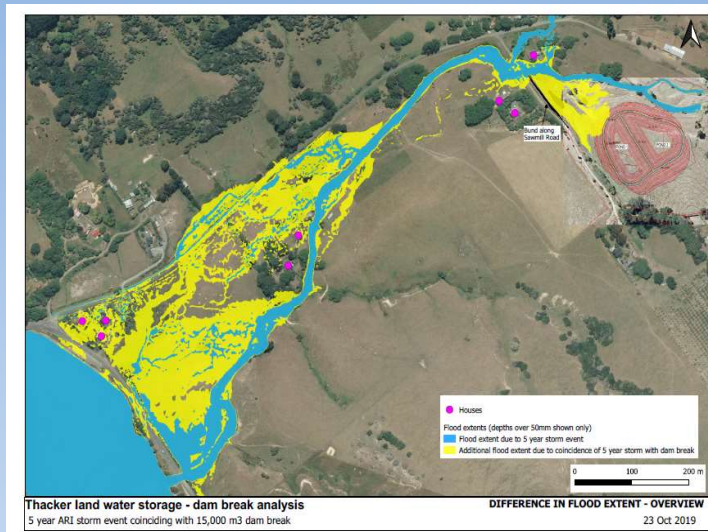 Bund along
Sawmill Road
POND 2
Houses
Flood extents (depths over 50mm shown only)
Flood extent due to 5 year storm event
Additional flood extent due to coincidence of 5 year storm with dam break
0 100 200 m
Thacker land water storage - dam break analysis
DIFFERENCE IN FLOOD EXTENT - OVERVIEW
5 year ARI storm event coinciding with 15,000 m3 dam break
23 Oct 2019